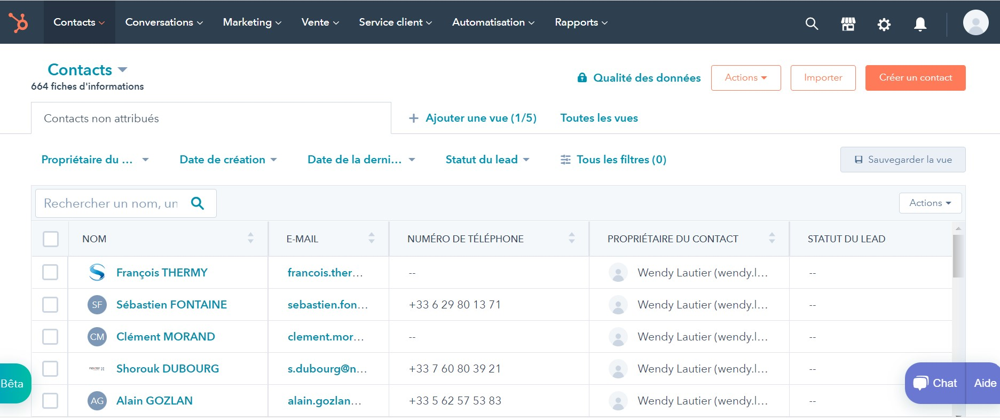 Contacts Conversations Marketing Vente Service client Automatisation Rapports
Contacts
664 fiches d'informations
Qualité des données Actions Importer Créer un contact
Contacts non attribués + Ajouter une vue (1/5) Toutes les vues
Propriétaire du ... Date de création Date de la derni... Statut du lead Tous les filtres (0) Sauvegarder la vue
Rechercher un nom, un Actions
NOM E-MAIL NUMÉRO DE TÉLÉPHONE PROPRIÉTAIRE DU CONTACT STATUT DU LEAD
François THERMY francois.ther... -- Wendy Lautier (wendy.l... --
SF Sébastien FONTAINE sebastien.fon... +33 6 29 80 13 71 Wendy Lautier (wendy.l... --
CM Clément MORAND clement.mor... -- Wendy Lautier (wendy.l... --
Shorouk DUBOURG s.dubourg@n... +33 7 60 80 39 21 Wendy Lautier (wendy.l... --
Bêta Chat Aide
AG Alain GOZLAN alain.gozlan... +33 5 62 57 53 83 Wendy Lautier (wendy.l... --